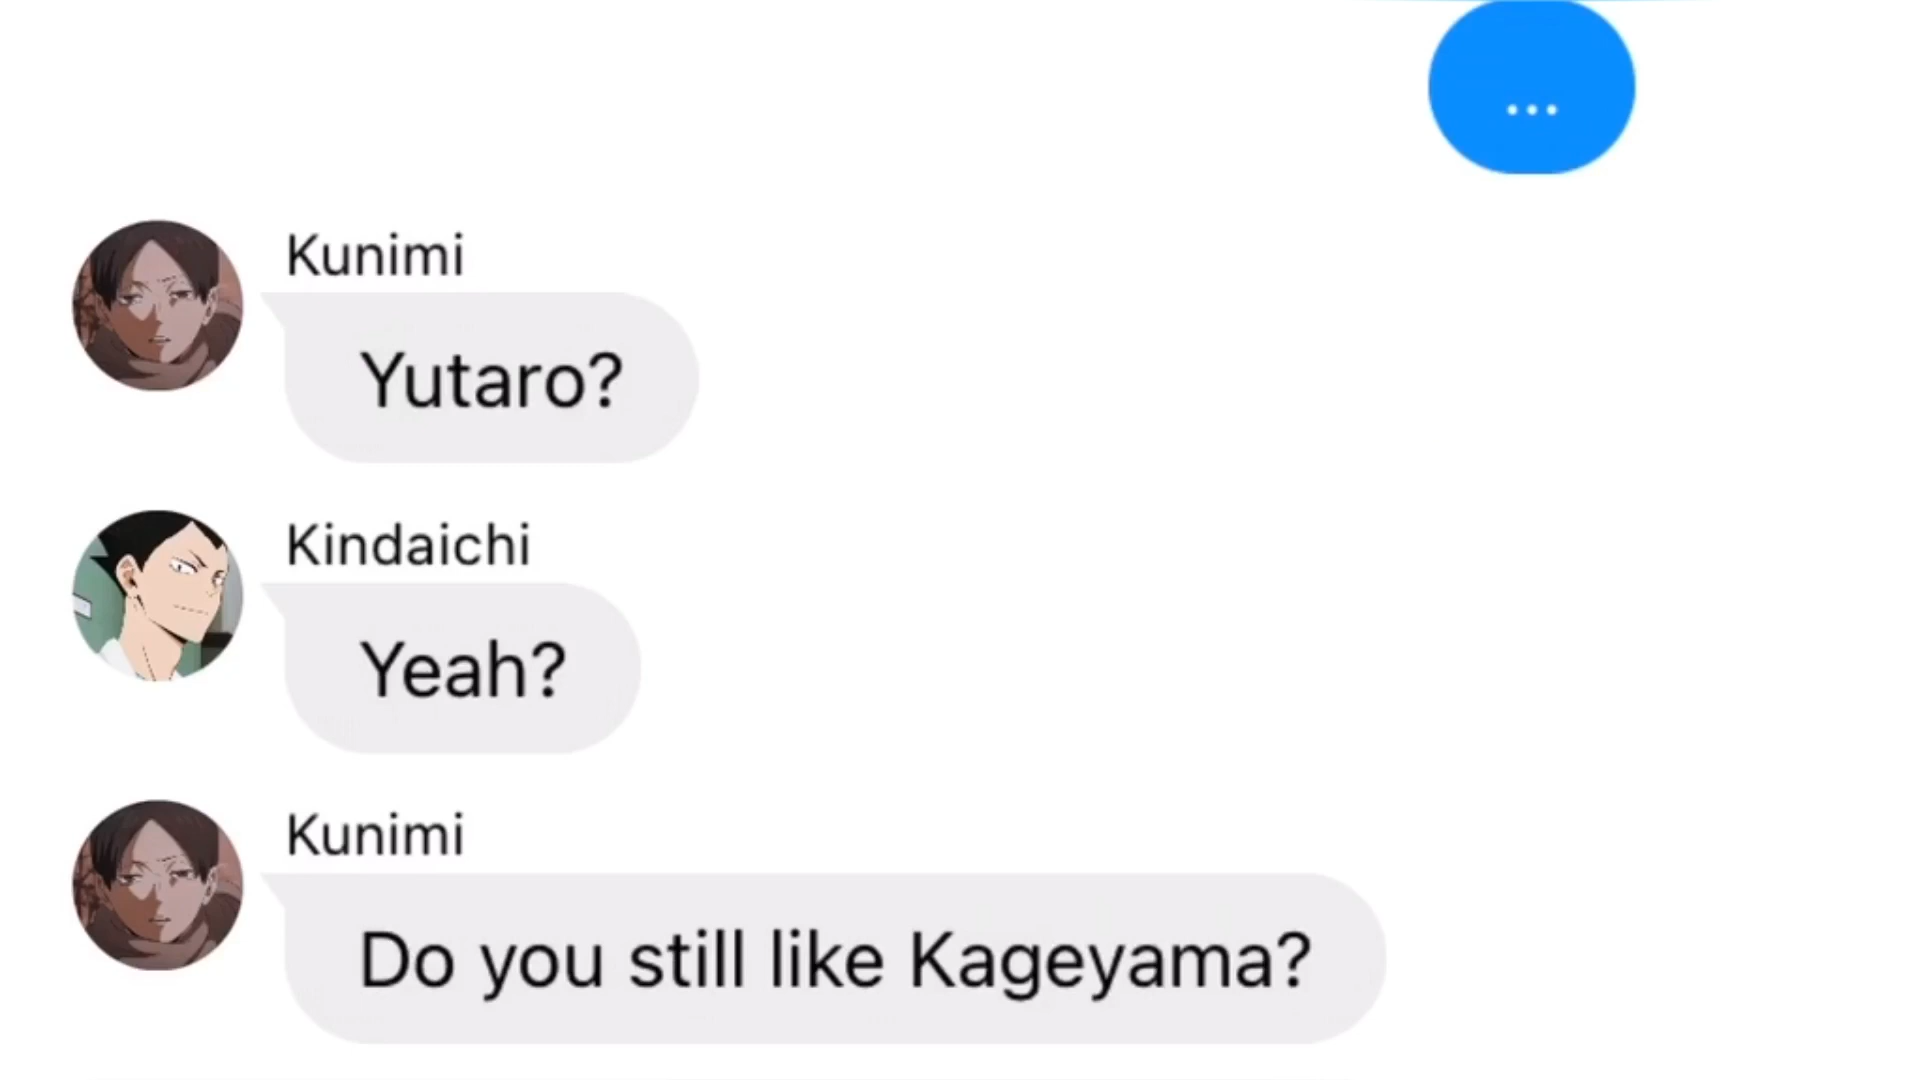 ...
Kunimi
Yutaro?
Kindaichi
Yeah?
Kunimi
Do you still like Kageyama?